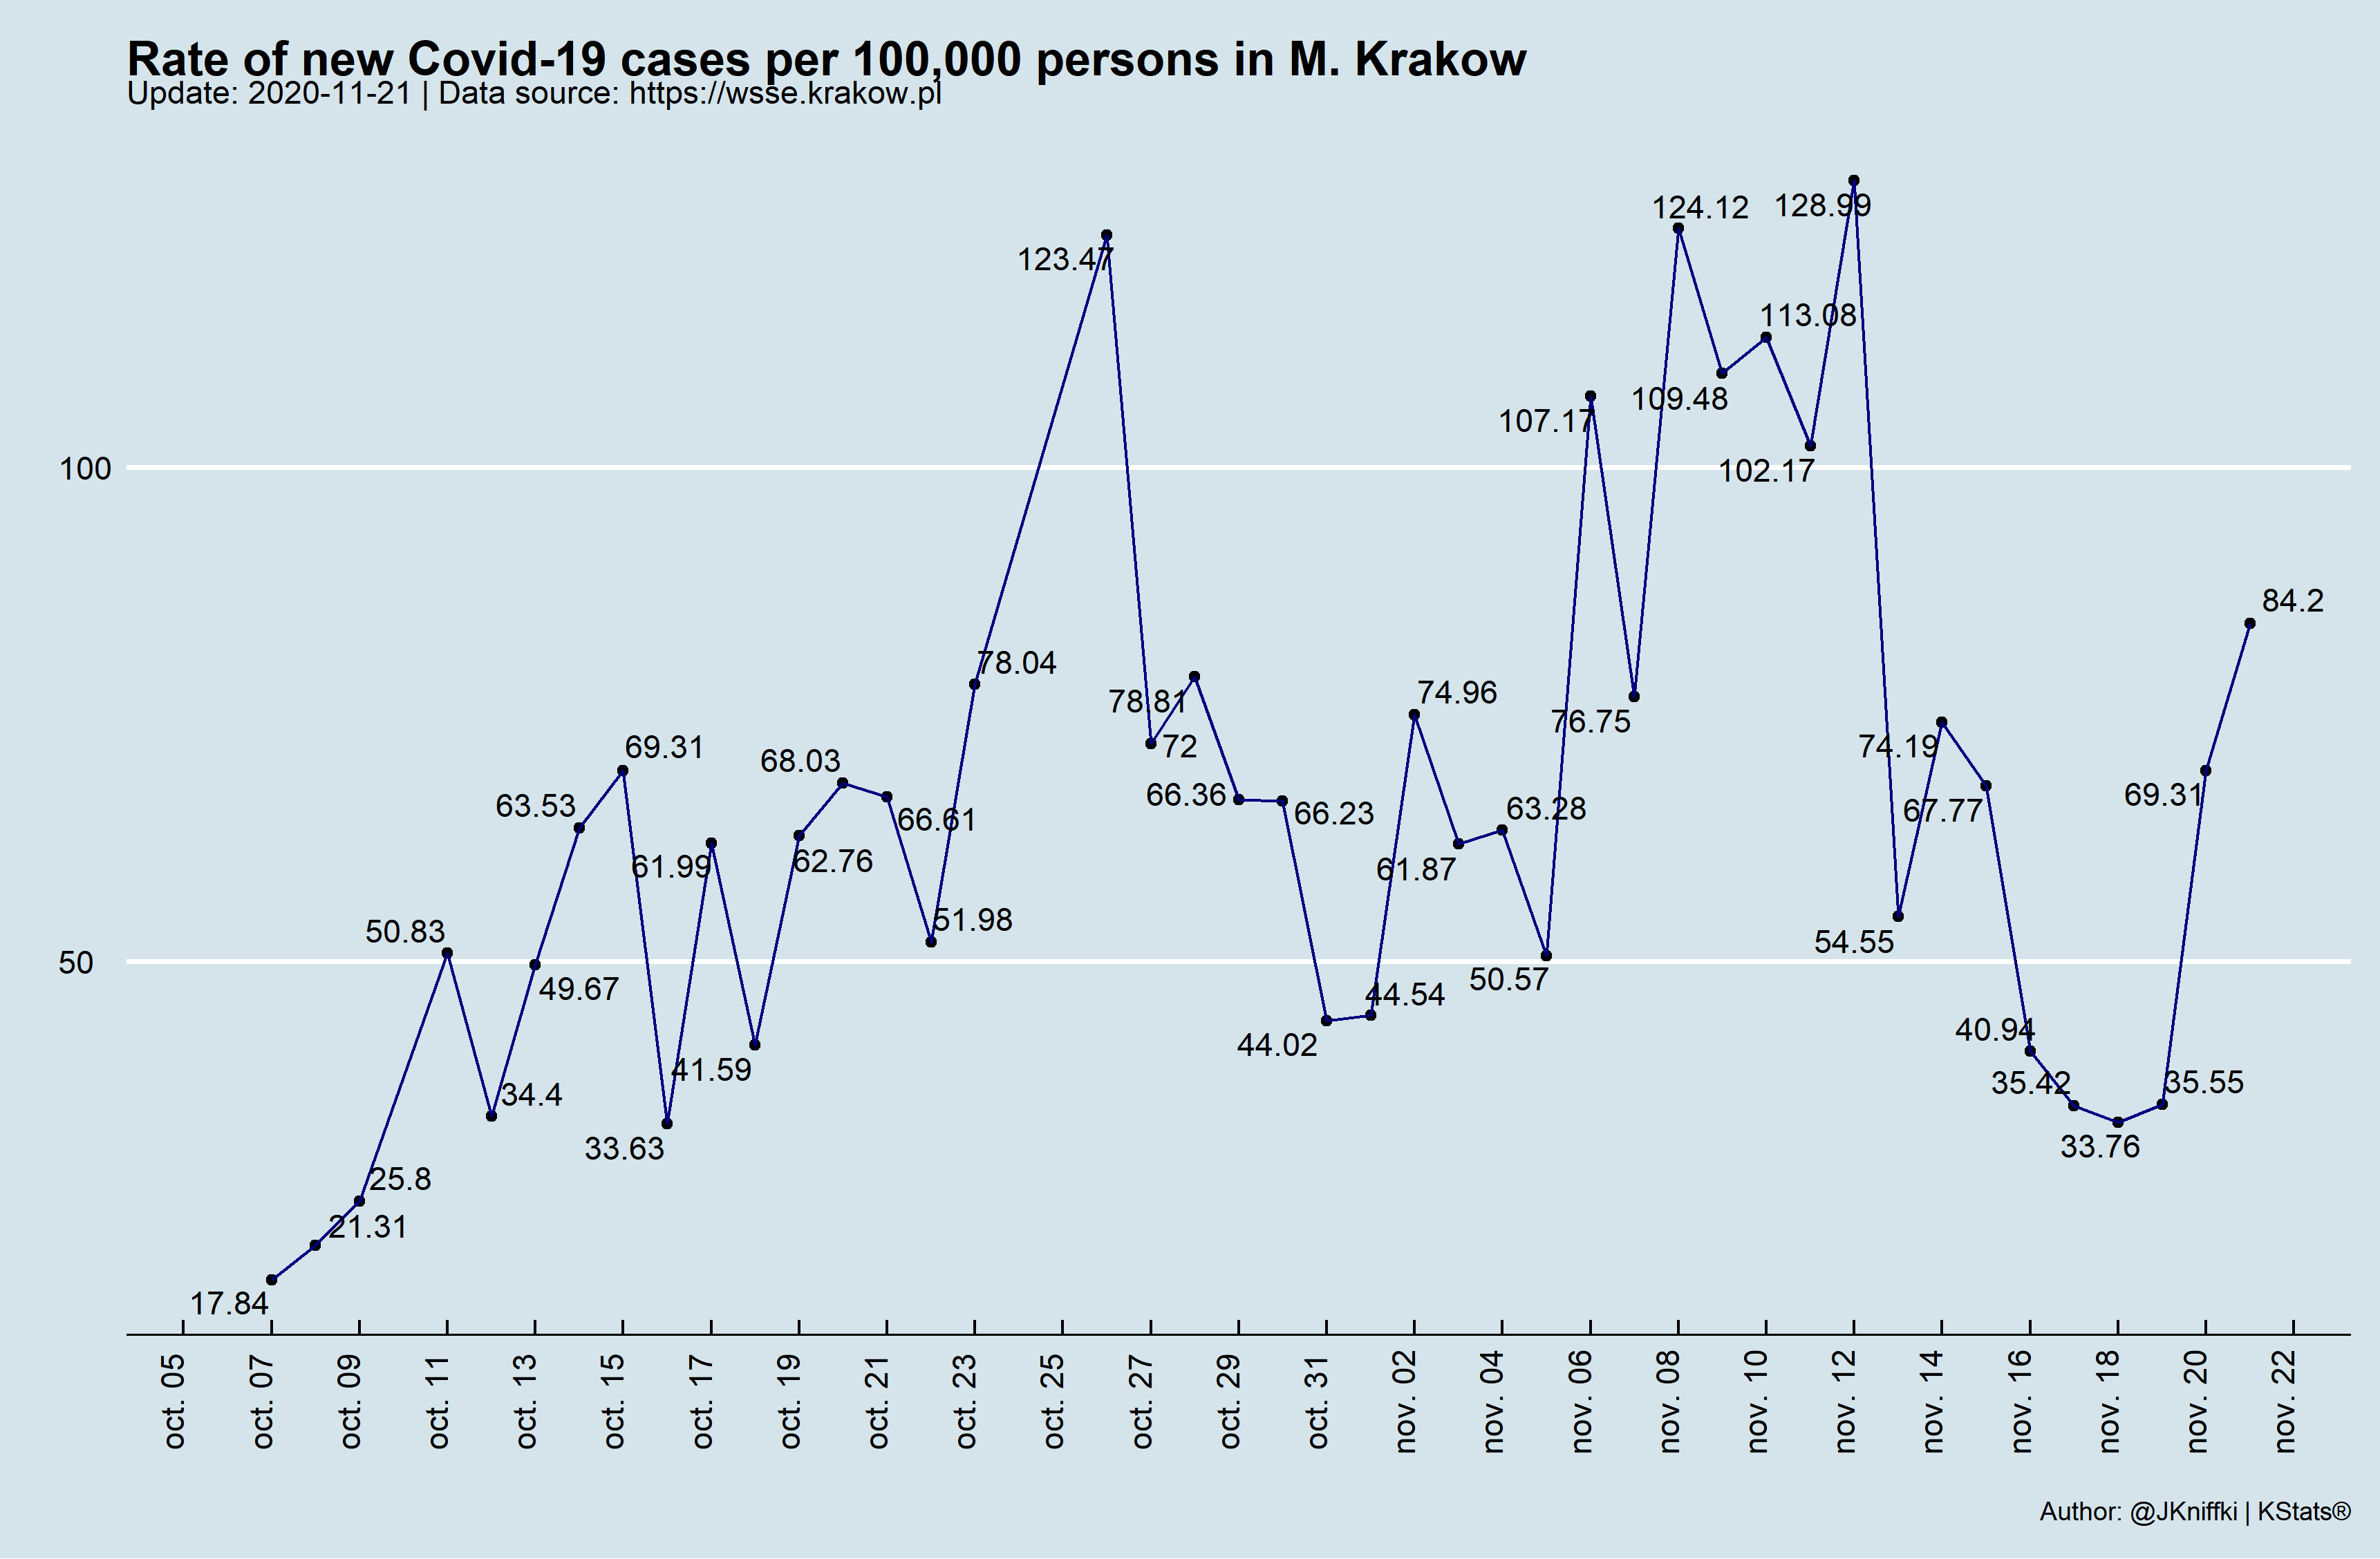 Rate of new Covid-19 cases per 100,000 persons in M. Krakow
Update: 2020-11-21 | Data source: https://wsse.krakow.pl
100
50
17.84
21.31
25.8
50.83
34.4
49.67
63.53
69.31
33.63
61.99
41.59
62.76
68.03
66.61
51.98
78.04
123.47
72
78.81
66.36
66.23
44.02
44.54
74.96
61.87
63.28
50.57
107.17
76.75
124.12
109.48
113.08
102.17
128.99
54.55
74.19
67.77
40.94
35.42
33.76
35.55
69.31
84.2
oct. 05
oct. 07
oct. 09
oct. 11
oct. 13
oct. 15
oct. 17
oct. 19
oct. 21
oct. 23
oct. 25
oct. 27
oct. 29
oct. 31
nov. 02
nov. 04
nov. 06
nov. 08
nov. 10
nov. 12
nov. 14
nov. 16
nov. 18
nov. 20
nov. 22
Author: @JKniffki | KStats®